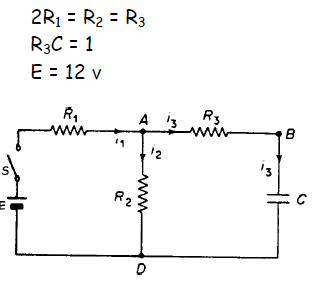 2R₁ = R₂ = R₃
R₃C = 1
E = 12 v
R₁
A
i₃
R₃
B
i₁
i₂
i₃
S
R₂
C
E
D